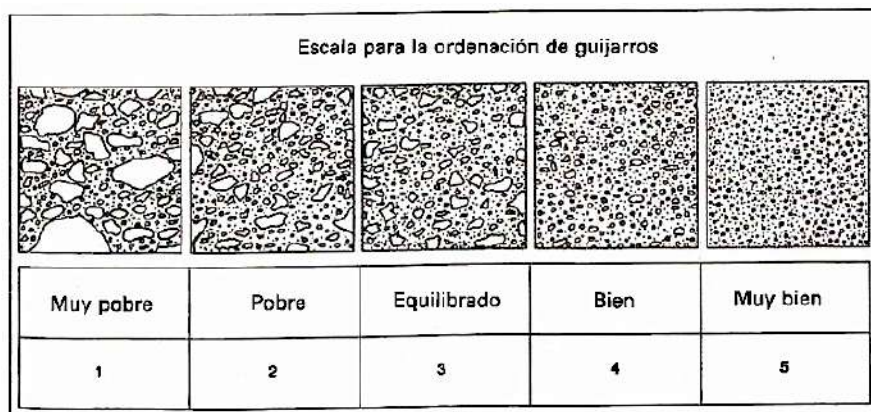 Escala para la ordenación de guijarros
Muy pobre Pobre Equilibrado Bien Muy bien
1 2 3 4 5